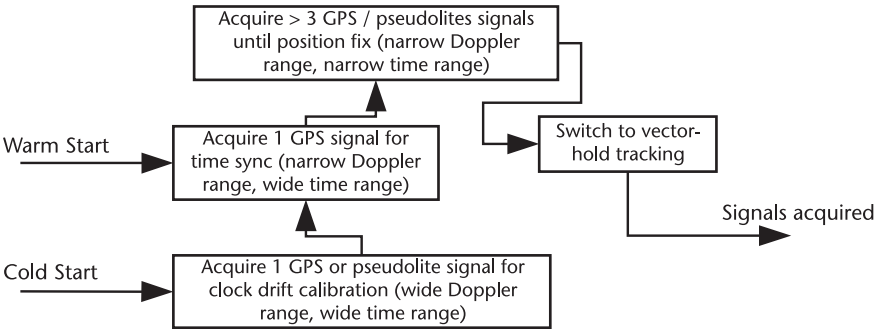 Acquire > 3 GPS / pseudolites signals
until position fix (narrow Doppler
range, narrow time range)
Warm Start
Acquire 1 GPS signal for
time sync (narrow Doppler
range, wide time range)
Switch to vector-
hold tracking
Signals acquired
Cold Start
Acquire 1 GPS or pseudolite signal for
clock drift calibration (wide Doppler
range, wide time range)